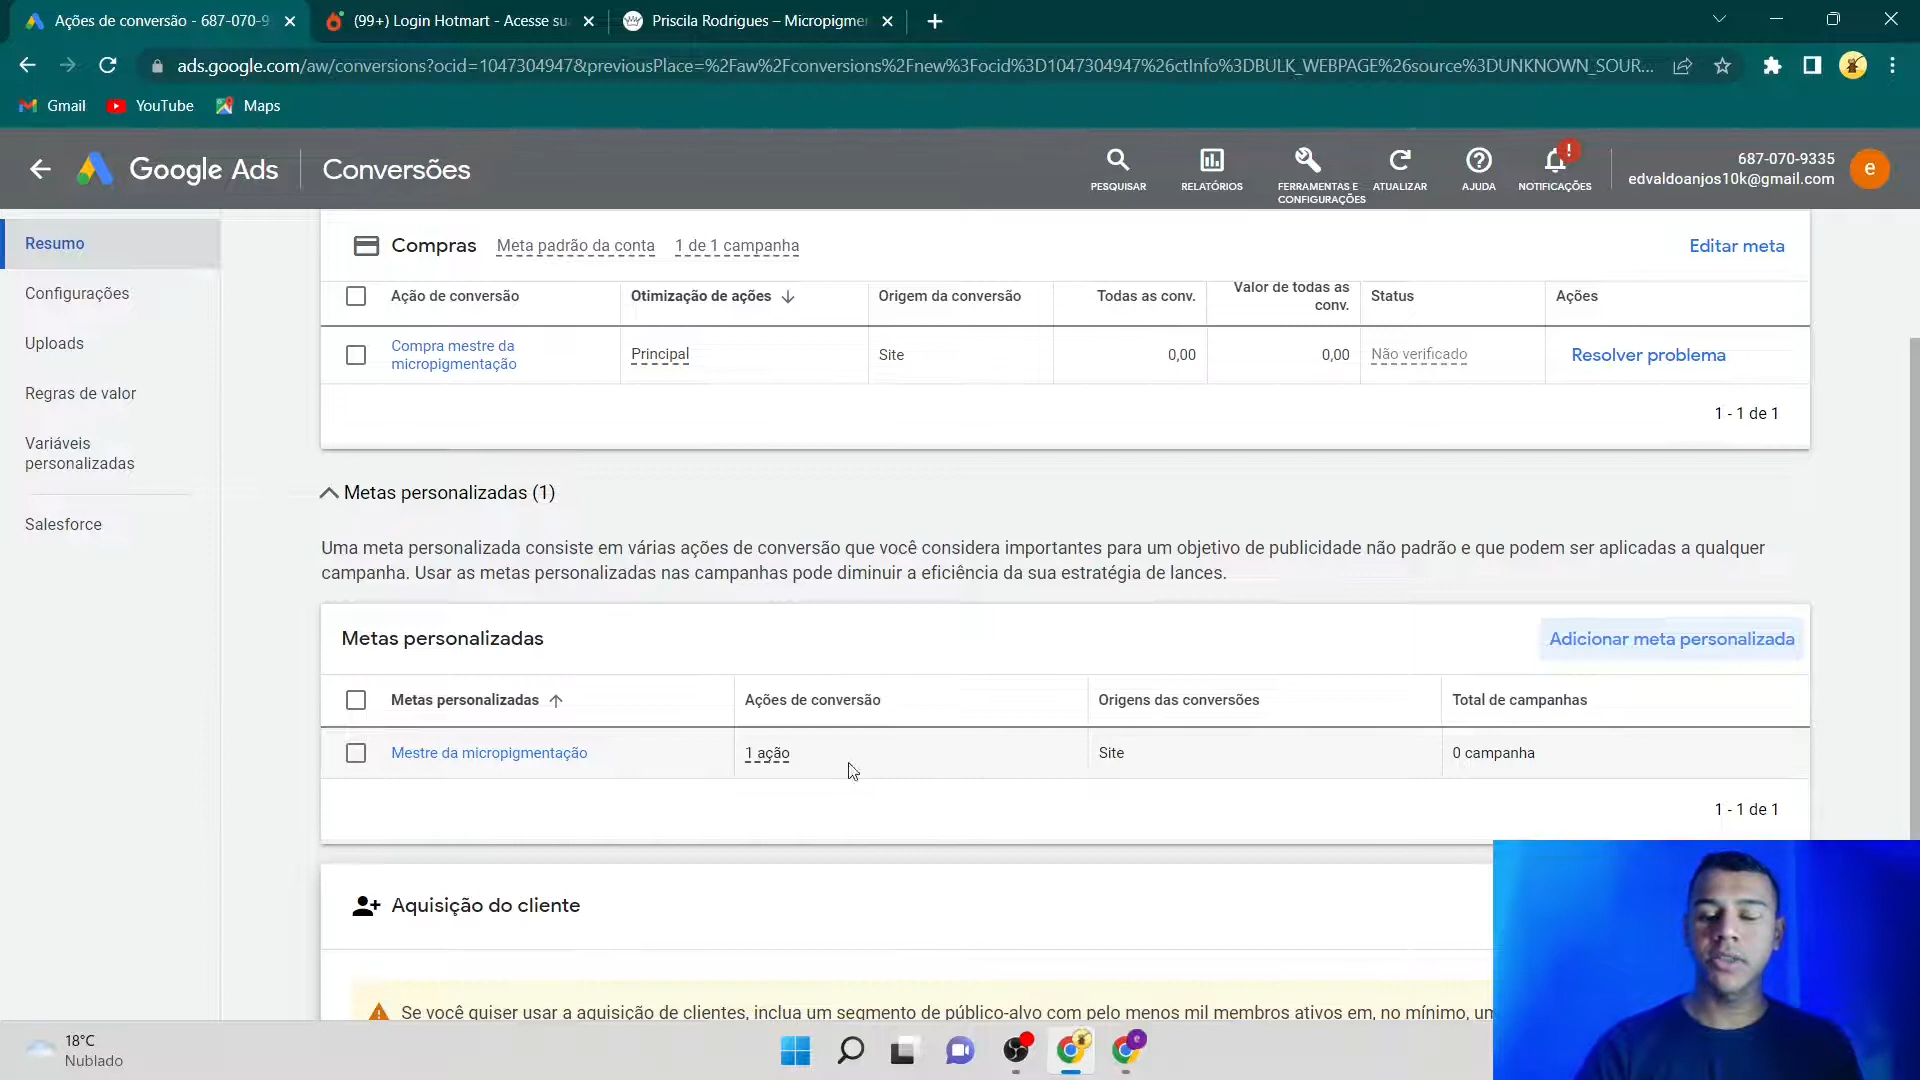 Ações de conversão - 687-070-9
(99+) Login Hotmart - Acesse su
Priscila Rodrigues – Micropigmen
ads.google.com/aw/conversions?ocid=1047304947&previousPlace=%2Faw%2Fconversions%2Fnew%3Focid%3D1047304947%26ctInfo%3DBULK_WEBPAGE%26source%3DUNKNOWN_SOUR...
Gmail
YouTube
Maps
Google Ads
Conversões
PESQUISAR
RELATÓRIOS
FERRAMENTAS E
CONFIGURAÇÕES
ATUALIZAR
AJUDA
NOTIFICAÇÕES
687-070-9335
edvaldoanjos10k@gmail.com
e
Resumo
Configurações
Uploads
Regras de valor
Variáveis
personalizadas
Salesforce
Compras
Meta padrão da conta
1 de 1 campanha
Editar meta
Ação de conversão
Otimização de ações
Origem da conversão
Todas as conv.
Valor de todas as
conv.
Status
Ações
Compra mestre da
micropigmentação
Principal
Site
0,00
0,00
Não verificado
Resolver problema
1 - 1 de 1
Metas personalizadas (1)
Uma meta personalizada consiste em várias ações de conversão que você considera importantes para um objetivo de publicidade não padrão e que podem ser aplicadas a qualquer
campanha. Usar as metas personalizadas nas campanhas pode diminuir a eficiência da sua estratégia de lances.
Metas personalizadas
Adicionar meta personalizada
Metas personalizadas
Ações de conversão
Origens das conversões
Total de campanhas
Mestre da micropigmentação
1 ação
Site
0 campanha
1 - 1 de 1
Aquisição do cliente
Se você quiser usar a aquisição de clientes, inclua um segmento de público-alvo com pelo menos mil membros ativos em, no mínimo, um
18°C
Nublado